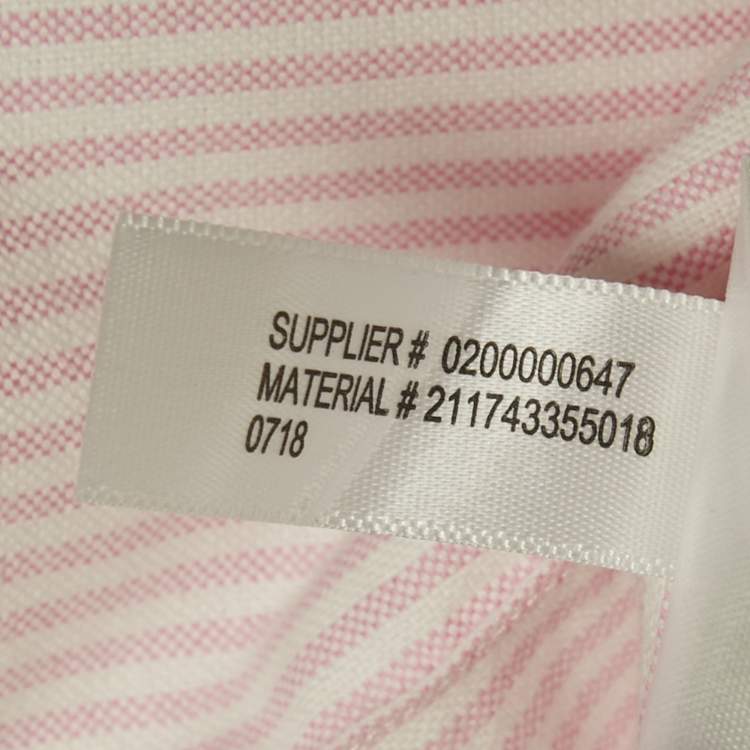 SUPPLIER # 0200000647
MATERIAL # 211743355018
0718